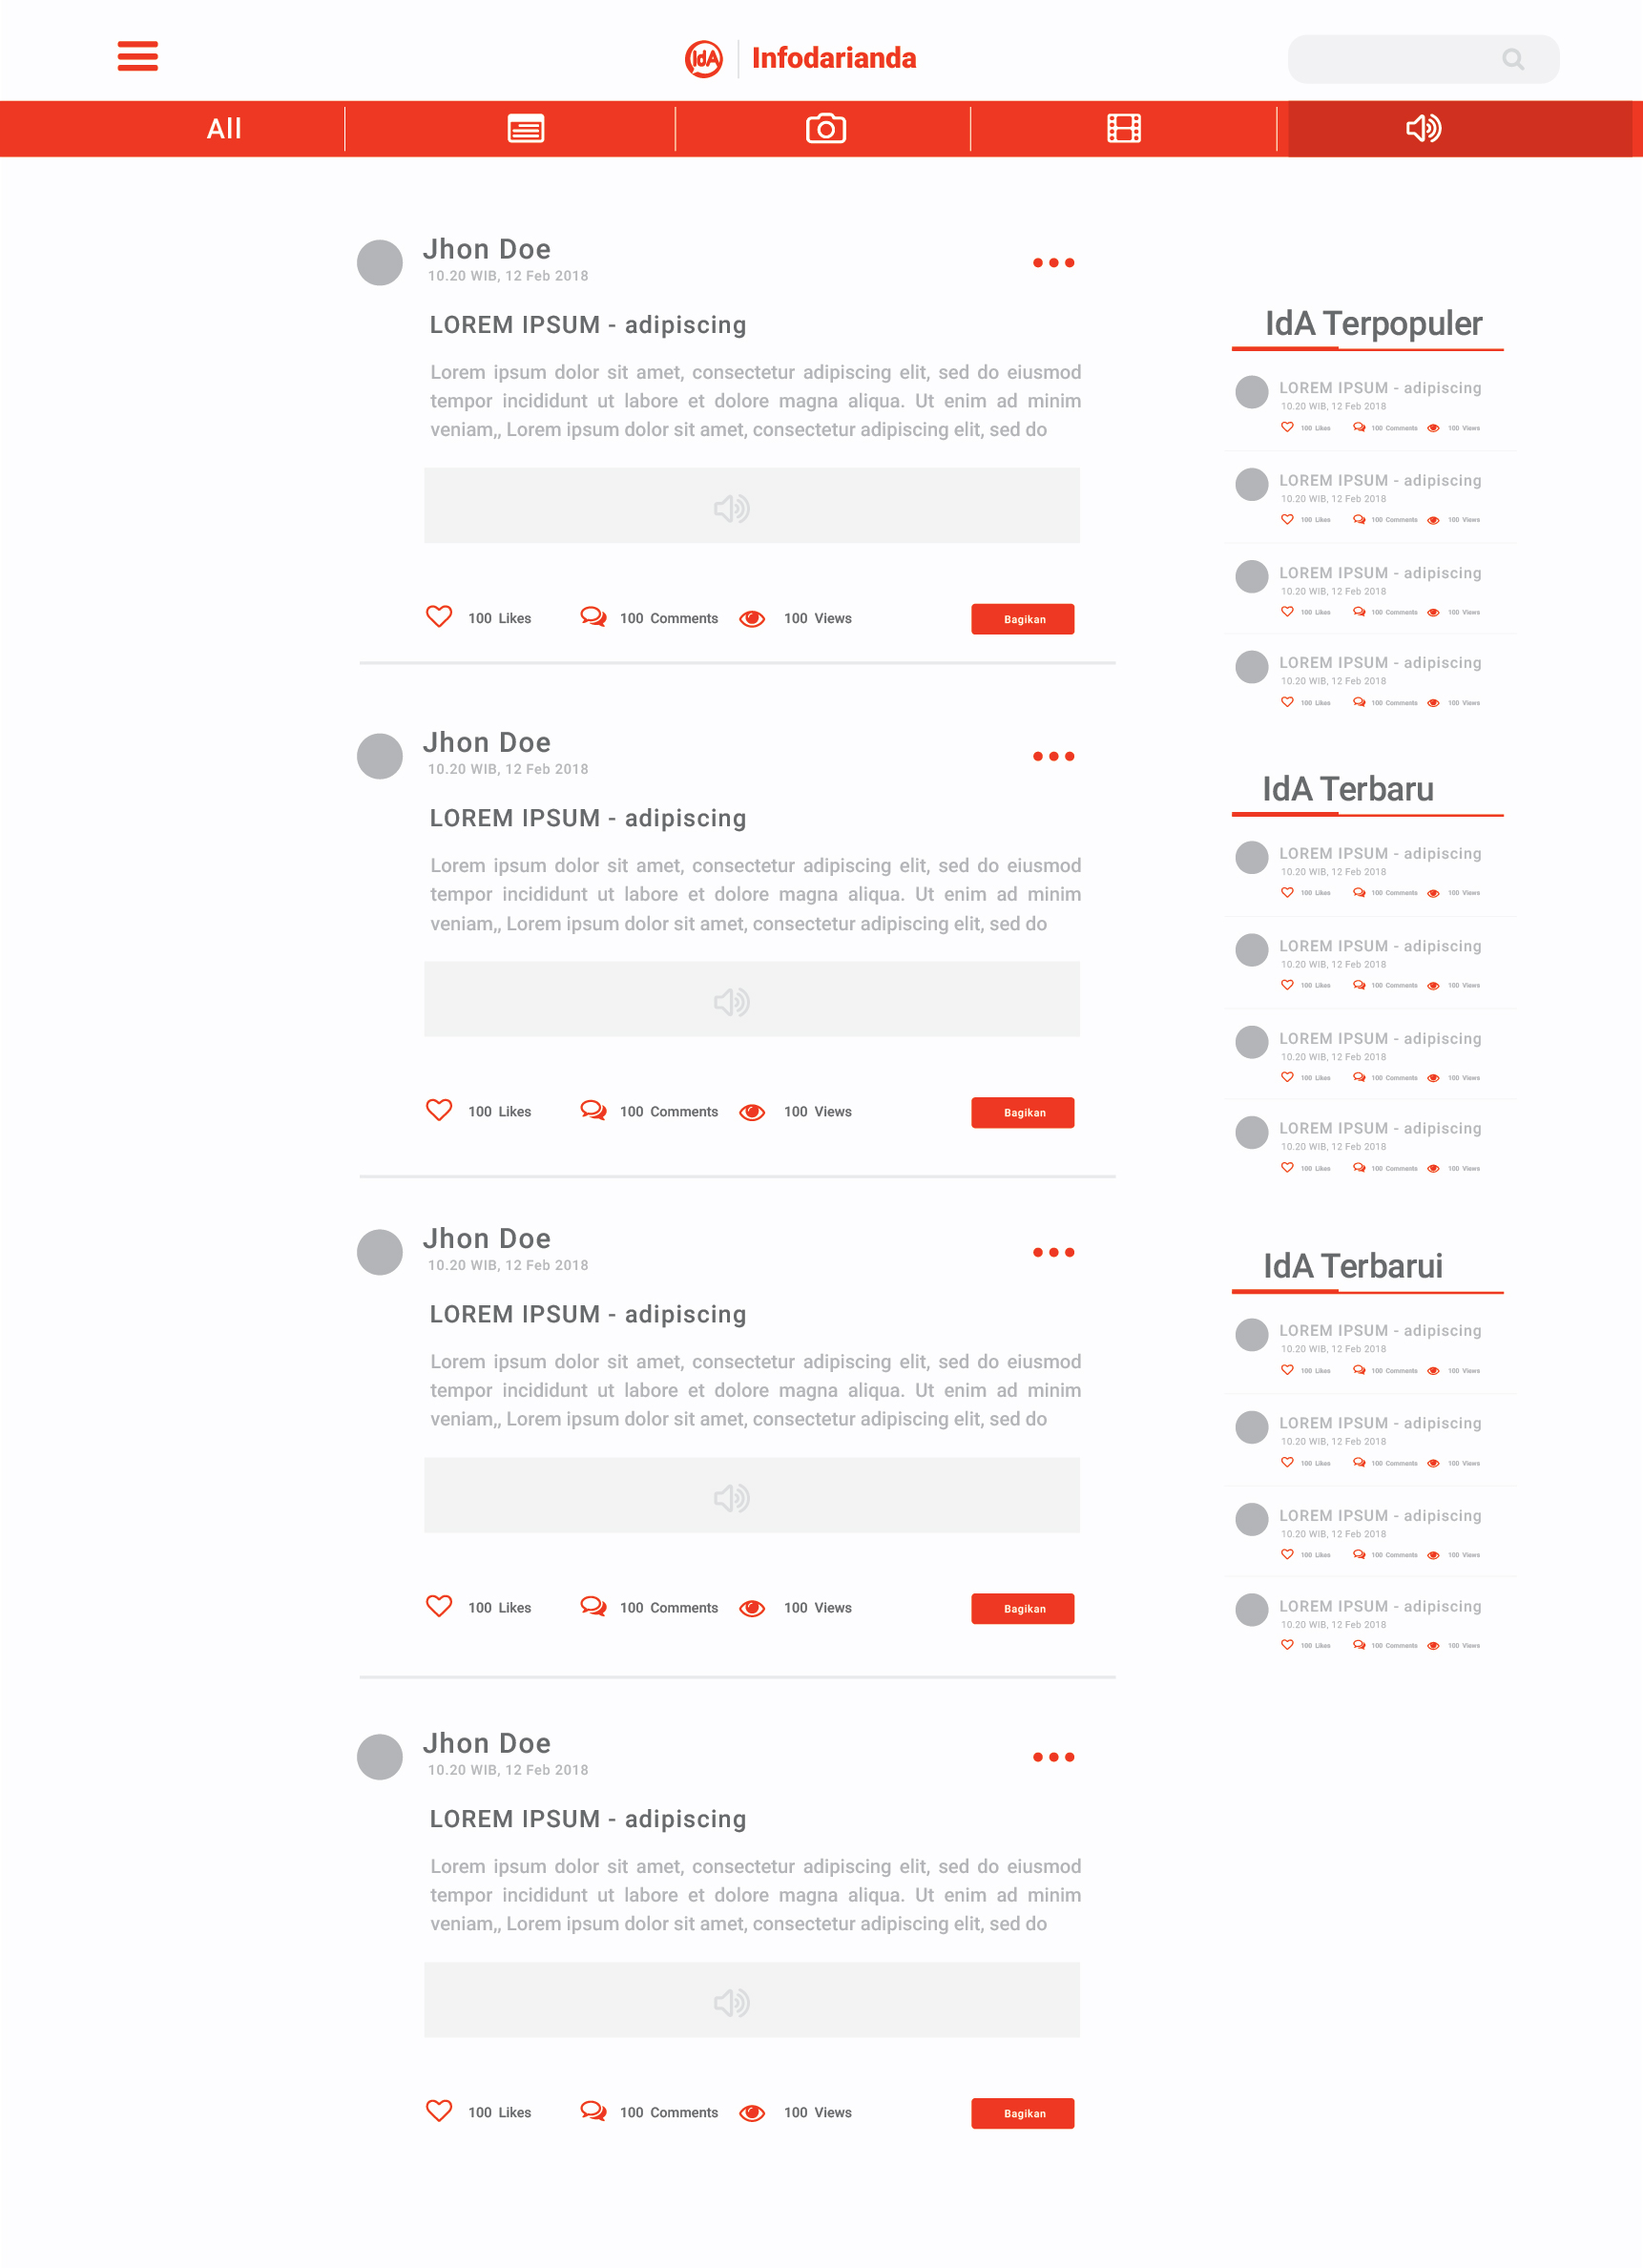 IdA | Infodarianda
All
Jhon Doe
10.20 WIB, 12 Feb 2018
LOREM IPSUM - adipiscing
Lorem ipsum dolor sit amet, consectetur adipiscing elit, sed do eiusmod
tempor incididunt ut labore et dolore magna aliqua. Ut enim ad minim
veniam,, Lorem ipsum dolor sit amet, consectetur adipiscing elit, sed do
100 Likes 100 Comments 100 Views Bagikan
Jhon Doe
10.20 WIB, 12 Feb 2018
LOREM IPSUM - adipiscing
Lorem ipsum dolor sit amet, consectetur adipiscing elit, sed do eiusmod
tempor incididunt ut labore et dolore magna aliqua. Ut enim ad minim
veniam,, Lorem ipsum dolor sit amet, consectetur adipiscing elit, sed do
100 Likes 100 Comments 100 Views Bagikan
Jhon Doe
10.20 WIB, 12 Feb 2018
LOREM IPSUM - adipiscing
Lorem ipsum dolor sit amet, consectetur adipiscing elit, sed do eiusmod
tempor incididunt ut labore et dolore magna aliqua. Ut enim ad minim
veniam,, Lorem ipsum dolor sit amet, consectetur adipiscing elit, sed do
100 Likes 100 Comments 100 Views Bagikan
Jhon Doe
10.20 WIB, 12 Feb 2018
LOREM IPSUM - adipiscing
Lorem ipsum dolor sit amet, consectetur adipiscing elit, sed do eiusmod
tempor incididunt ut labore et dolore magna aliqua. Ut enim ad minim
veniam,, Lorem ipsum dolor sit amet, consectetur adipiscing elit, sed do
100 Likes 100 Comments 100 Views Bagikan
IdA Terpopuler
LOREM IPSUM - adipiscing
10.20 WIB, 12 Feb 2018
100 Likes 100 Comments 100 Views
LOREM IPSUM - adipiscing
10.20 WIB, 12 Feb 2018
100 Likes 100 Comments 100 Views
LOREM IPSUM - adipiscing
10.20 WIB, 12 Feb 2018
100 Likes 100 Comments 100 Views
LOREM IPSUM - adipiscing
10.20 WIB, 12 Feb 2018
100 Likes 100 Comments 100 Views
IdA Terbaru
LOREM IPSUM - adipiscing
10.20 WIB, 12 Feb 2018
100 Likes 100 Comments 100 Views
LOREM IPSUM - adipiscing
10.20 WIB, 12 Feb 2018
100 Likes 100 Comments 100 Views
LOREM IPSUM - adipiscing
10.20 WIB, 12 Feb 2018
100 Likes 100 Comments 100 Views
LOREM IPSUM - adipiscing
10.20 WIB, 12 Feb 2018
100 Likes 100 Comments 100 Views
IdA Terbarui
LOREM IPSUM - adipiscing
10.20 WIB, 12 Feb 2018
100 Likes 100 Comments 100 Views
LOREM IPSUM - adipiscing
10.20 WIB, 12 Feb 2018
100 Likes 100 Comments 100 Views
LOREM IPSUM - adipiscing
10.20 WIB, 12 Feb 2018
100 Likes 100 Comments 100 Views
LOREM IPSUM - adipiscing
10.20 WIB, 12 Feb 2018
100 Likes 100 Comments 100 Views